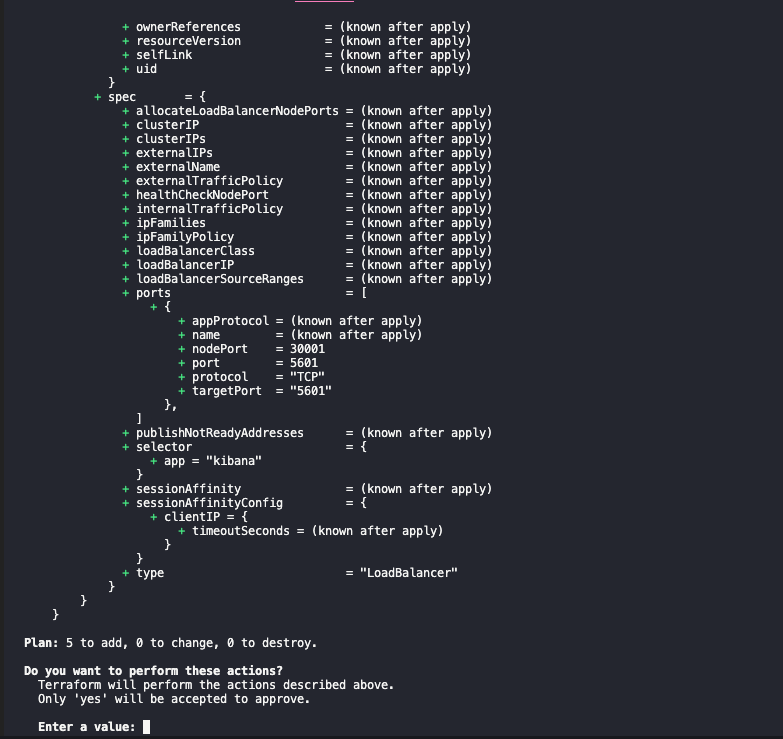 + ownerReferences = (known after apply)
+ resourceVersion = (known after apply)
+ selfLink = (known after apply)
+ uid = (known after apply)
}
+ spec = {
+ allocateLoadBalancerNodePorts = (known after apply)
+ clusterIP = (known after apply)
+ clusterIPs = (known after apply)
+ externalIPs = (known after apply)
+ externalName = (known after apply)
+ externalTrafficPolicy = (known after apply)
+ healthCheckNodePort = (known after apply)
+ internalTrafficPolicy = (known after apply)
+ ipFamilies = (known after apply)
+ ipFamilyPolicy = (known after apply)
+ loadBalancerClass = (known after apply)
+ loadBalancerIP = (known after apply)
+ loadBalancerSourceRanges = (known after apply)
+ ports = [
+ {
+ appProtocol = (known after apply)
+ name = (known after apply)
+ nodePort = 30001
+ port = 5601
+ protocol = "TCP"
+ targetPort = "5601"
},
]
+ publishNotReadyAddresses = (known after apply)
+ selector = {
+ app = "kibana"
}
+ sessionAffinity = (known after apply)
+ sessionAffinityConfig = {
+ clientIP = {
+ timeoutSeconds = (known after apply)
}
}
+ type = "LoadBalancer"
}
}
}
Plan: 5 to add, 0 to change, 0 to destroy.
Do you want to perform these actions?
Terraform will perform the actions described above.
Only 'yes' will be accepted to approve.
Enter a value: